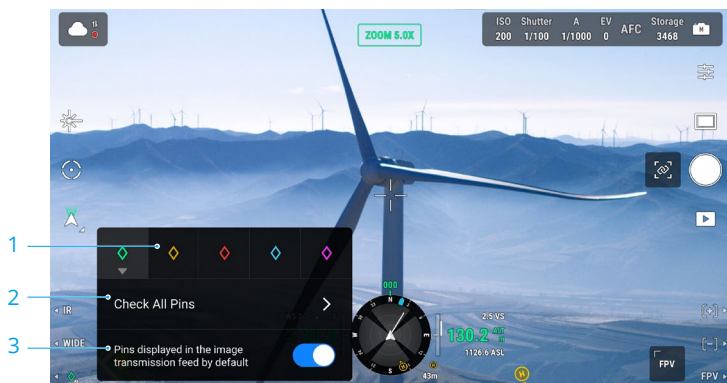 ZOOM 5.0X
ISO Shutter A EV Storage
200 1/100 1/1000 0 AFC 3468 M
1
2
3
Check All Pins
Pins displayed in the image
transmission feed by default
IR
WIDE
000
N
E
S
W
2.5 VS
130.2 ALT
1126.6 ASL
43m
H
FPV
FPV